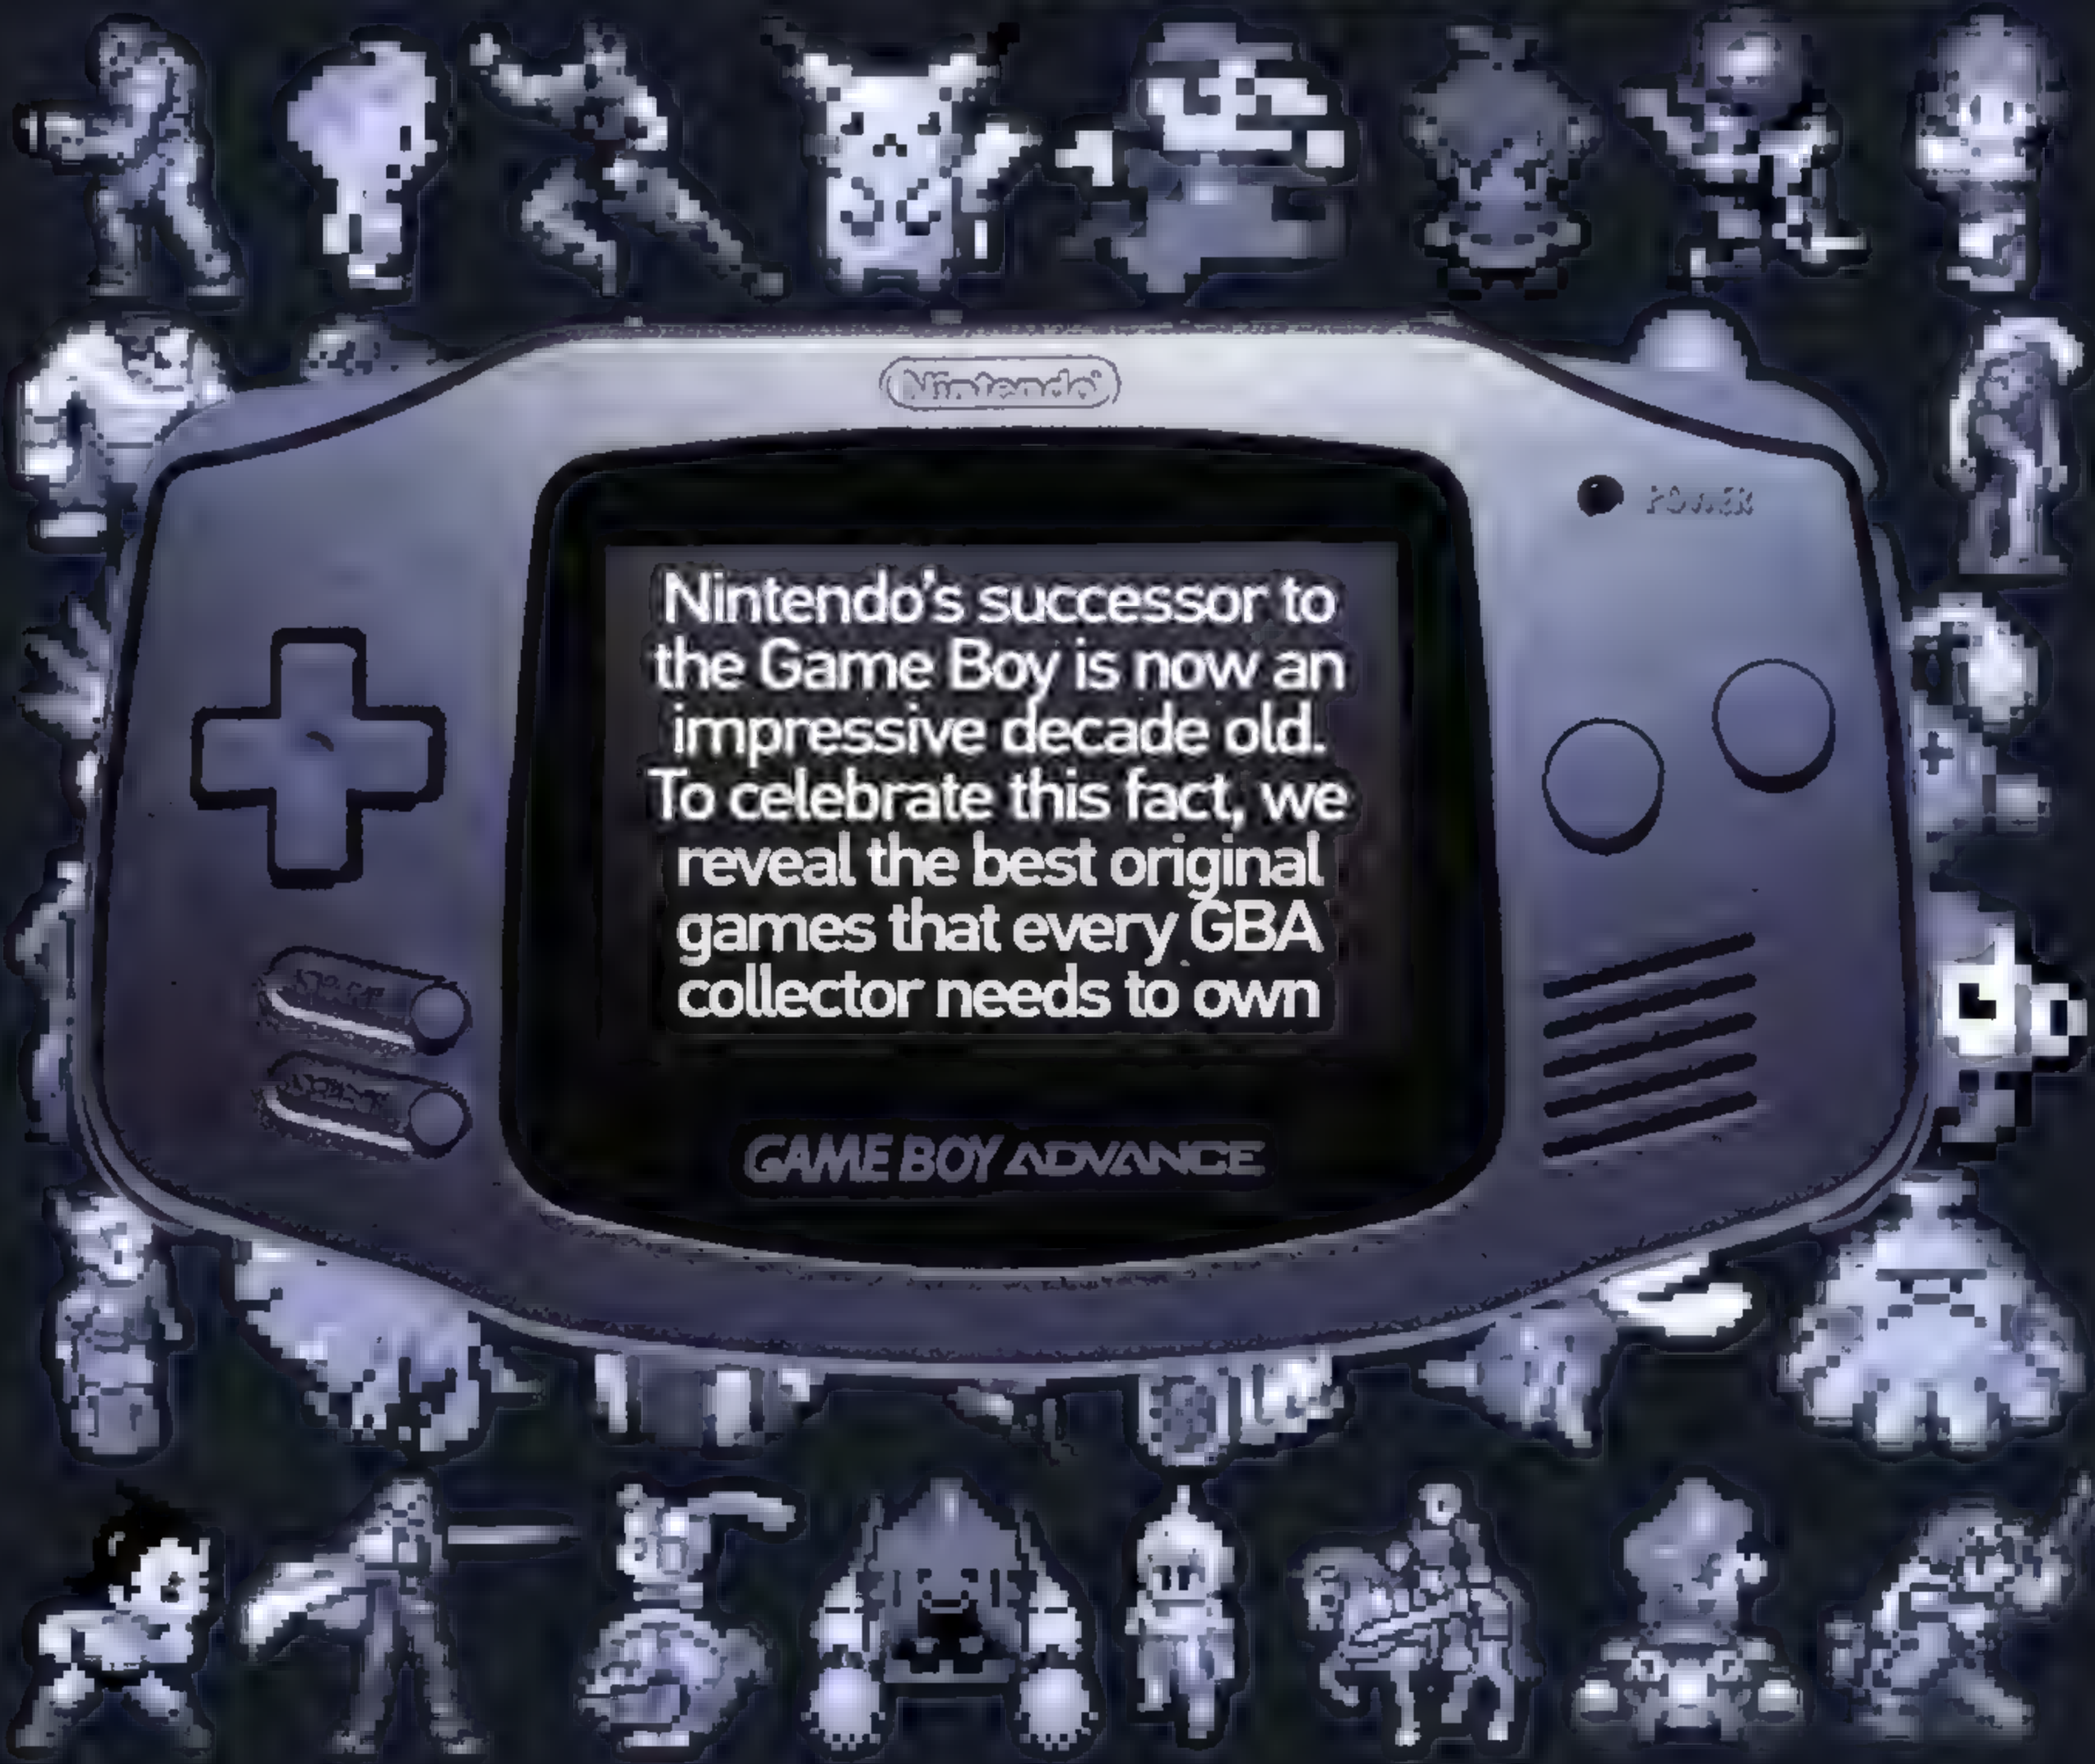 Nintendo
POWER
Nintendo's successor to
the Game Boy is now an
impressive decade old.
To celebrate this fact, we
reveal the best original
games that every GBA
collector needs to own
GAME BOY ADVANCE